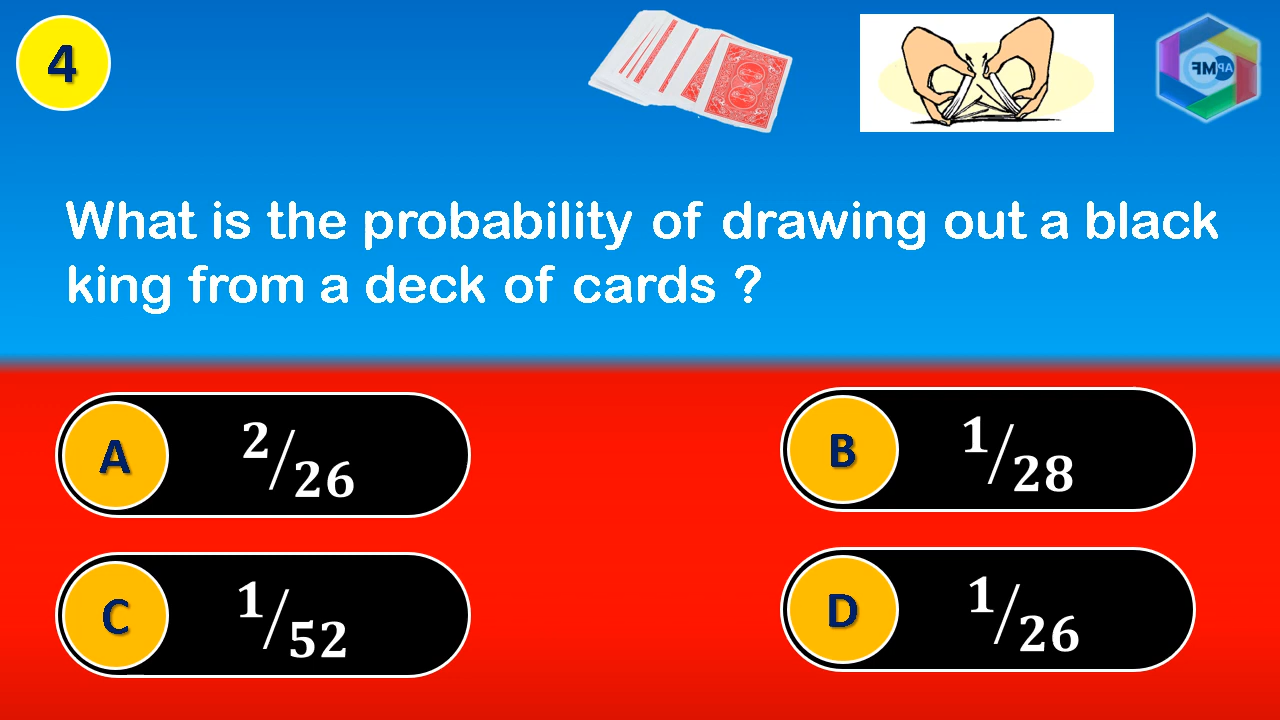 4
What is the probability of drawing out a black
king from a deck of cards ?
A 2/26
B 1/28
C 1/52
D 1/26